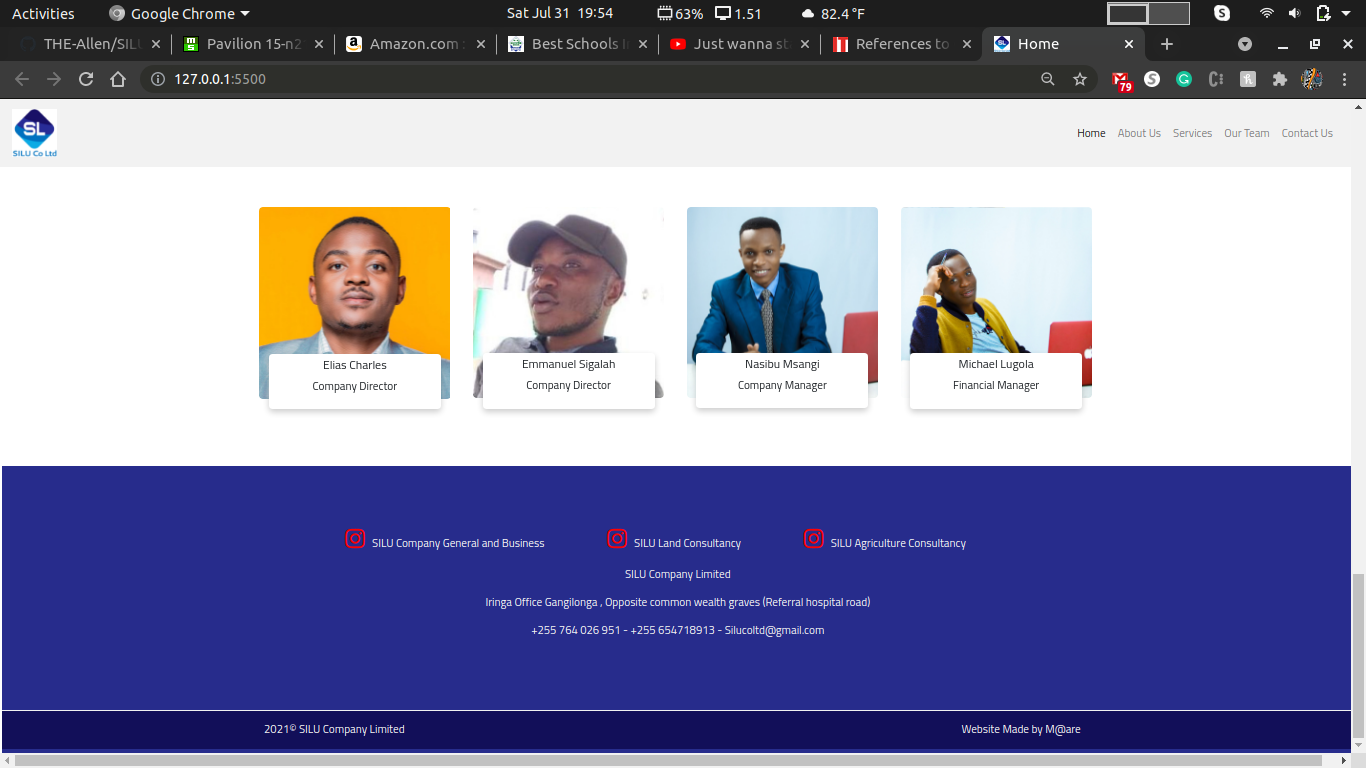 Activities Google Chrome Sat Jul 31 19:54 63% 1.51 82.4 °F
THE-Allen/SILU Pavilion 15-n2 Amazon.com : Best Schools I Just wanna st References to Home
127.0.0.1:5500 79
SL
SILU Co Ltd
Home About Us Services Our Team Contact Us
Elias Charles
Company Director
Emmanuel Sigalah
Company Director
Nasibu Msangi
Company Manager
Michael Lugola
Financial Manager
SILU Company General and Business SILU Land Consultancy SILU Agriculture Consultancy
SILU Company Limited
Iringa Office Gangilonga , Opposite common wealth graves (Referral hospital road)
+255 764 026 951 - +255 654718913 - Silucoltd@gmail.com
2021© SILU Company Limited Website Made by M@are